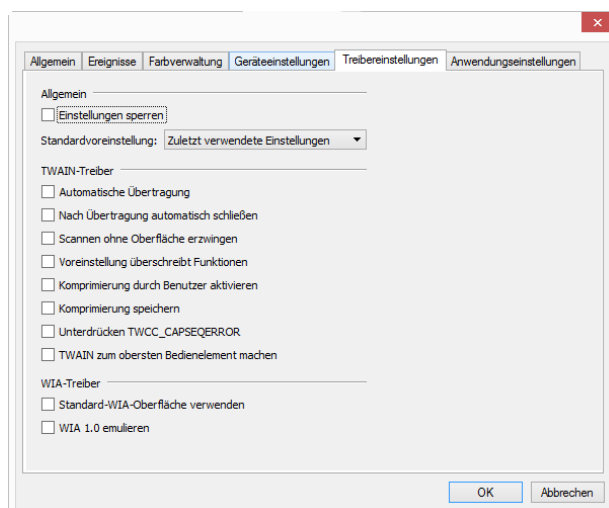 Allgemein Ereignisse Farbverwaltung Geräteeinstellungen Treibereinstellungen Anwendungseinstellungen
Allgemein
Einstellungen sperren
Standardvoreinstellung: Zuletzt verwendete Einstellungen
TWAIN-Treiber
Automatische Übertragung
Nach Übertragung automatisch schließen
Scannen ohne Oberfläche erzwingen
Voreinstellung überschreibt Funktionen
Komprimierung durch Benutzer aktivieren
Komprimierung speichern
Unterdrücken TWCC_CAPSEQERROR
TWAIN zum obersten Bedienelement machen
WIA-Treiber
Standard-WIA-Oberfläche verwenden
WIA 1.0 emulieren
OK Abbrechen